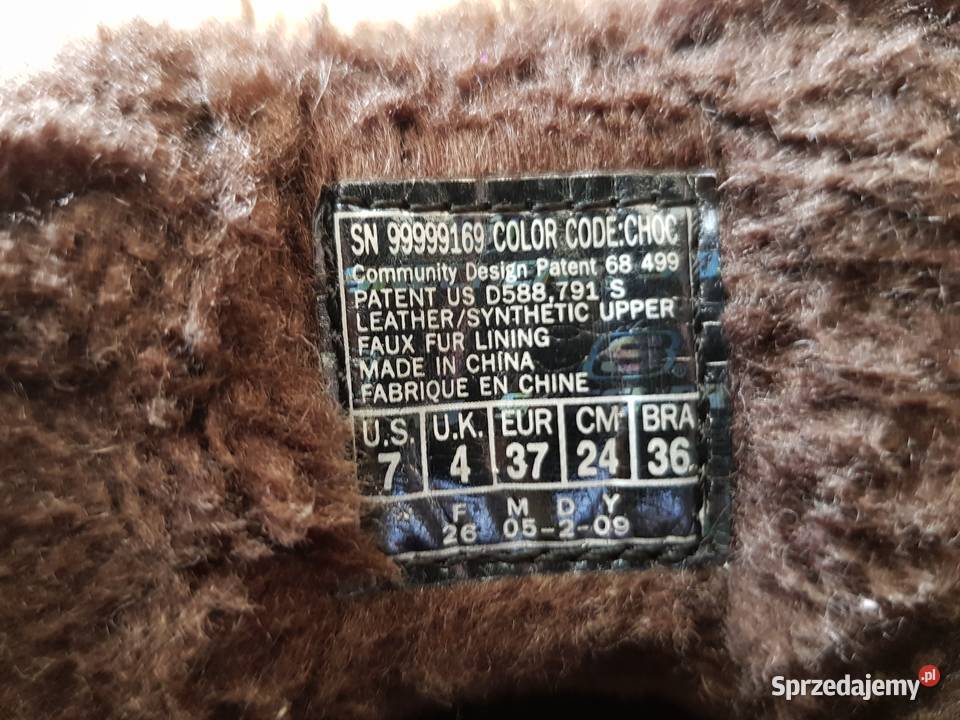 SN 99999169 COLOR CODE:CHOC
Community Design Patent 68 499
PATENT US D588,791 S
LEATHER/SYNTHETIC UPPER
FAUX FUR LINING
MADE IN CHINA
FABRIQUE EN CHINE
U.S. U.K. EUR CM BRA
7 4 37 24 36
F M D Y
26 05-2-09
Sprzedajemy.pl